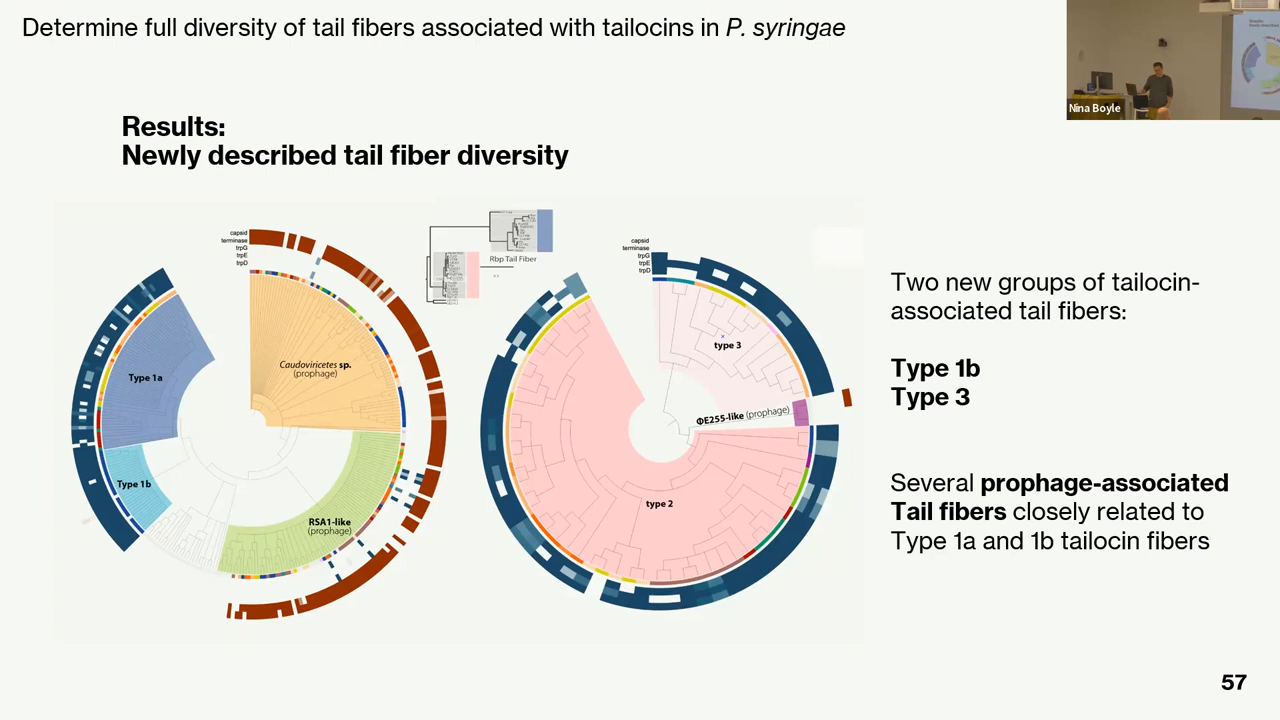 Determine full diversity of tail fibers associated with tailocins in P. syringae
Nina Boyle
Results:
Newly described tail fiber diversity
capsid
terminase
trpG
trpE
trpD
Type 1a
Type 1b
Caudoviricetes sp.
(prophage)
RSA1-like
(prophage)
Rbp Tail Fiber
capsid
terminase
trpG
trpE
trpD
type 3
ΦE255-like (prophage)
type 2
Two new groups of tailocin-
associated tail fibers:
Type 1b
Type 3
Several prophage-associated
Tail fibers closely related to
Type 1a and 1b tailocin fibers
57